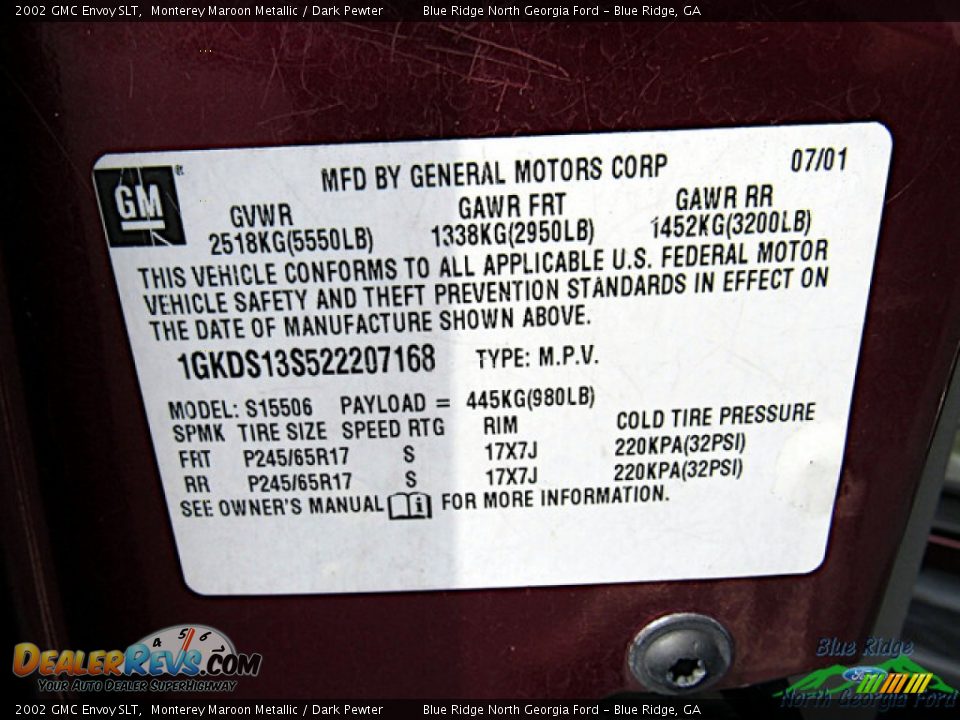 2002 GMC Envoy SLT, Monterey Maroon Metallic / Dark Pewter Blue Ridge North Georgia Ford - Blue Ridge, GA
GM
MFD BY GENERAL MOTORS CORP 07/01
GVWR GAWR FRT GAWR RR
2518KG(5550LB) 1338KG(2950LB) 1452KG(3200LB)
THIS VEHICLE CONFORMS TO ALL APPLICABLE U.S. FEDERAL MOTOR
VEHICLE SAFETY AND THEFT PREVENTION STANDARDS IN EFFECT ON
THE DATE OF MANUFACTURE SHOWN ABOVE.
1GKDS13S522207168 TYPE: M.P.V.
MODEL: S15506 PAYLOAD = 445KG(980LB)
SPMK TIRE SIZE SPEED RTG RIM COLD TIRE PRESSURE
FRT P245/65R17 S 17X7J 220KPA(32PSI)
RR P245/65R17 S 17X7J 220KPA(32PSI)
SEE OWNER'S MANUAL FOR MORE INFORMATION.
4 5 6
DEALERREVS.COM
YOUR AUTO DEALER SUPERHIGHWAY
Blue Ridge
Ford
North Georgia Ford
2002 GMC Envoy SLT, Monterey Maroon Metallic / Dark Pewter Blue Ridge North Georgia Ford - Blue Ridge, GA